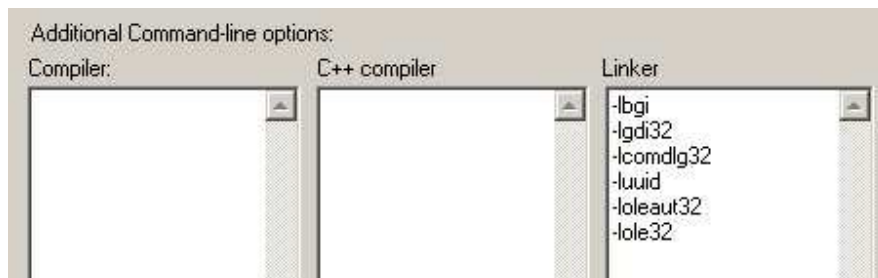 Additional Command-line options:
Compiler:
C++ compiler
Linker
-lbgi
-lgdi32
-lcomdlg32
-luuid
-loleaut32
-lole32